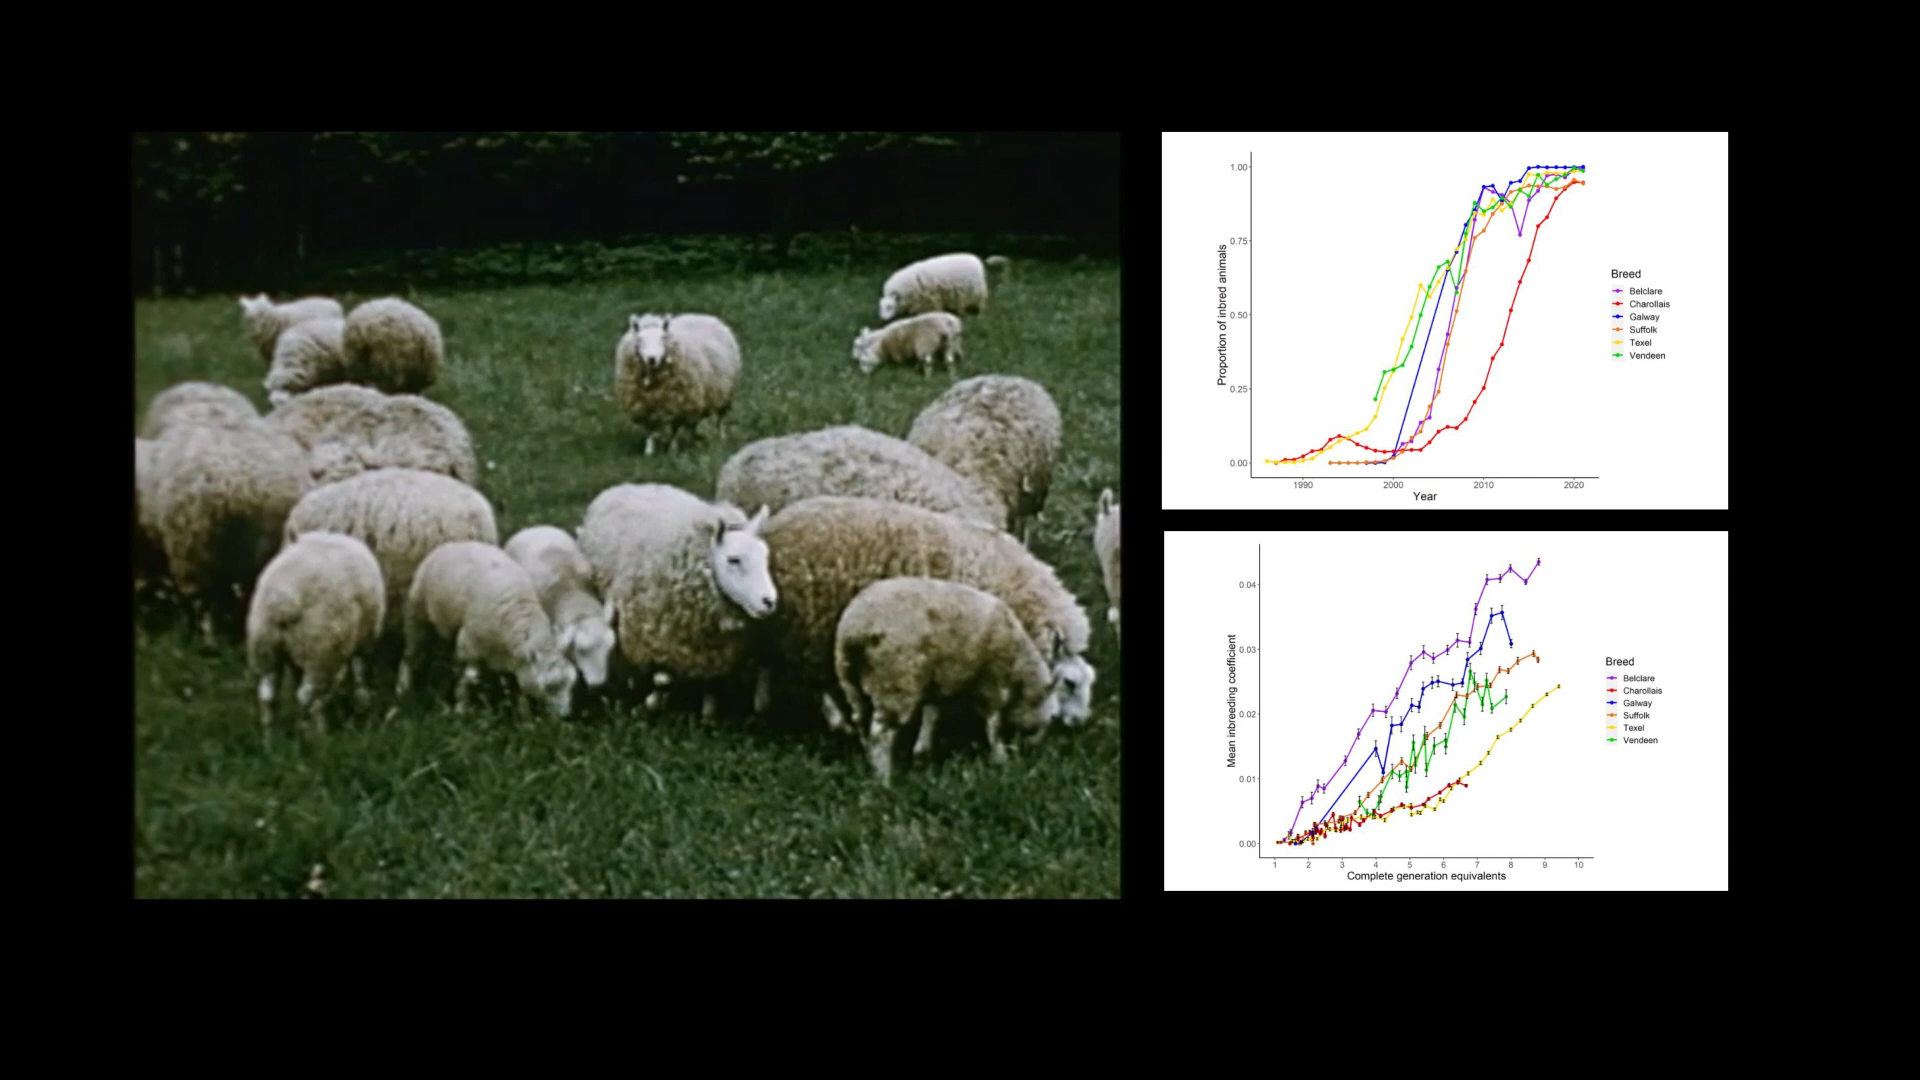 1.00
0.75
0.50
0.25
0.00
Proportion of inbred animals
1990 2000 2010 2020
Year
Breed
Belclare
Charollais
Galway
Suffolk
Texel
Vendeen
0.04
0.03
0.02
0.01
0.00
Mean inbreeding coefficient
1 2 3 4 5 6 7 8 9 10
Complete generation equivalents
Breed
Belclare
Charollais
Galway
Suffolk
Texel
Vendeen